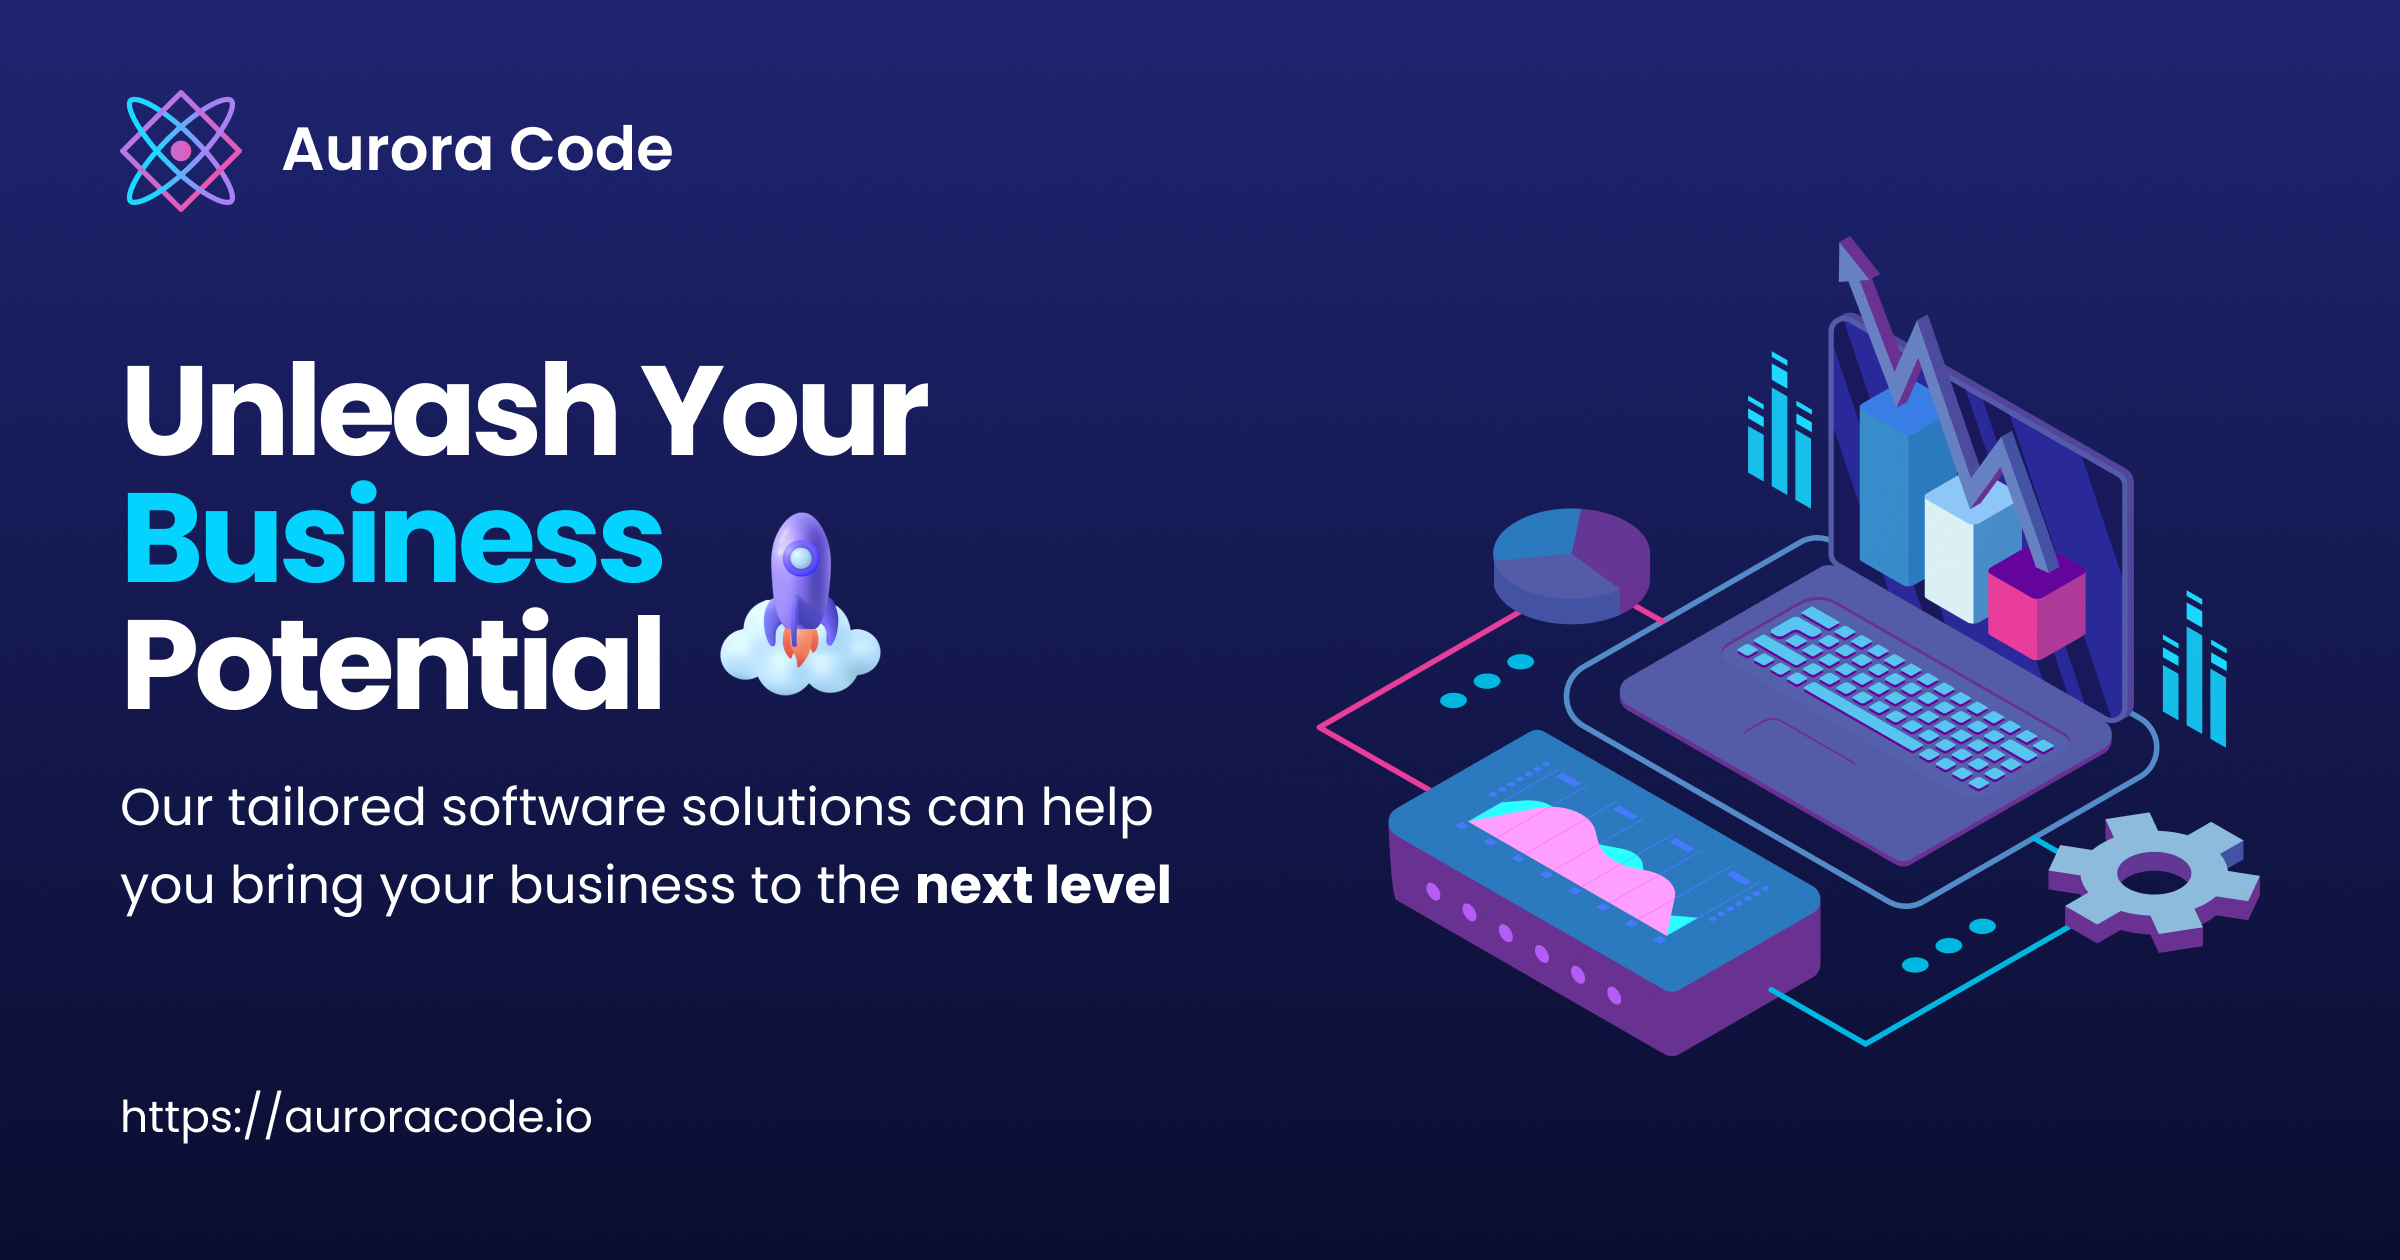 Aurora Code
Unleash Your
Business
Potential
Our tailored software solutions can help
you bring your business to the next level
https://auroracode.io